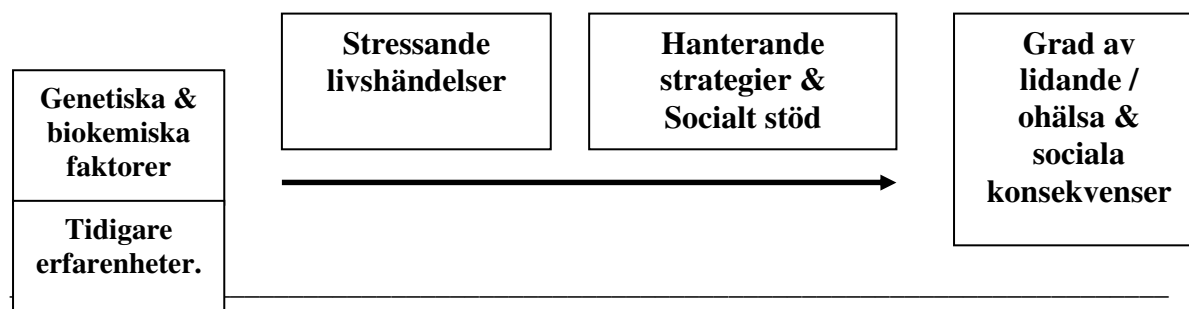 Genetiska &
biokemiska
faktorer
Tidigare
erfarenheter.
Stressande
livshändelser
Hanterande
strategier &
Socialt stöd
Grad av
lidande /
ohälsa &
sociala
konsekvenser